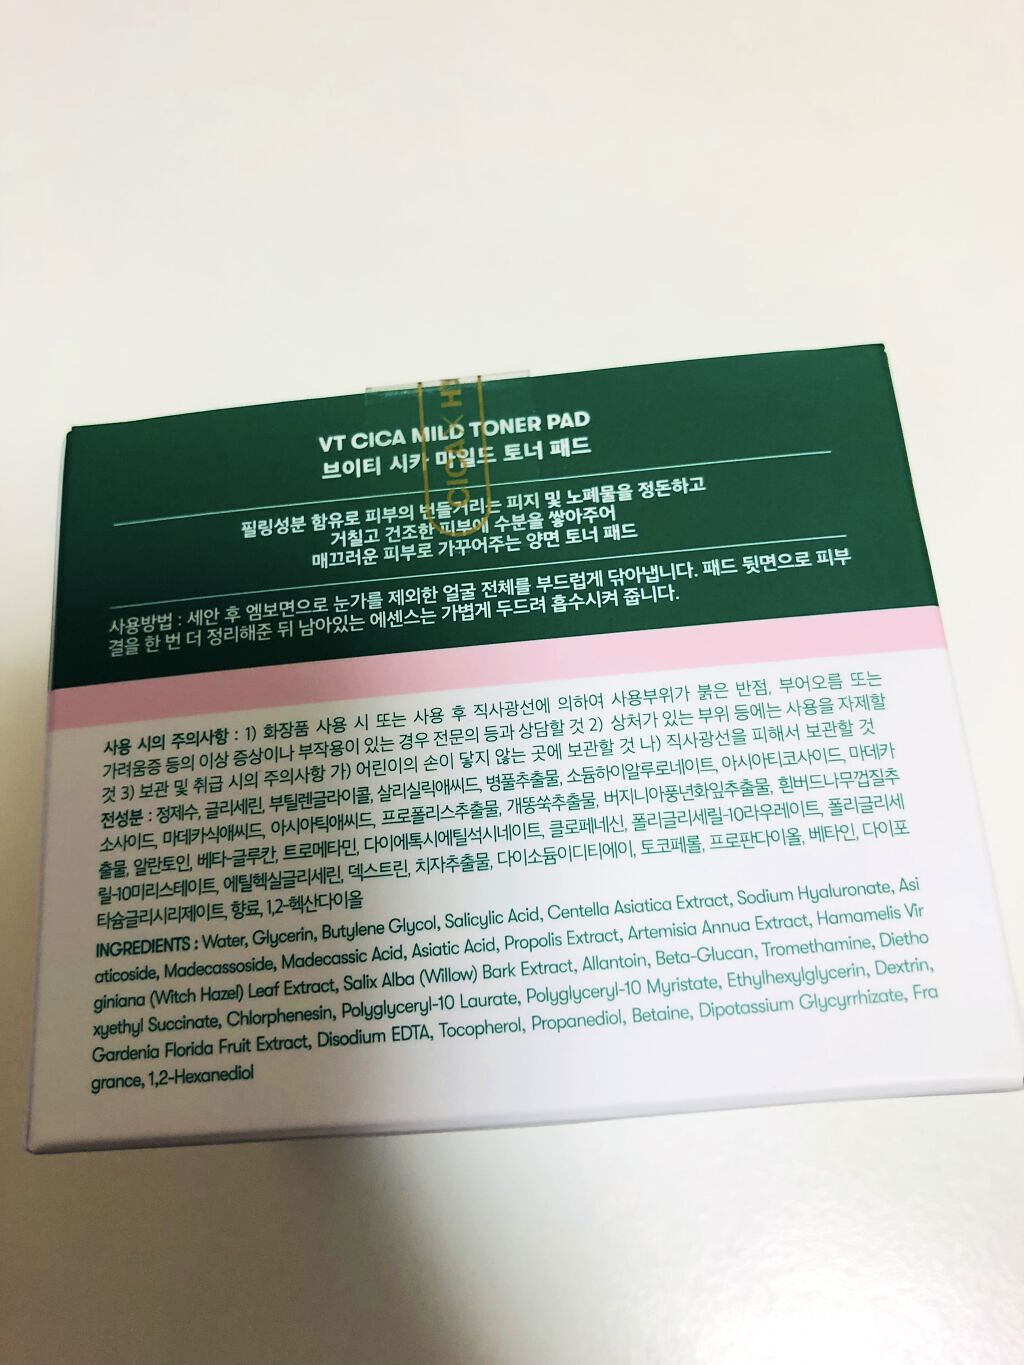 VT CICA MILD TONER PAD
브이티 시카 마일드 토너 패드
필링성분 함유로 피부의 번들거리는 피지 및 노폐물을 정돈하고
거칠고 건조한 피부에 수분을 쌓아주어
매끄러운 피부로 가꾸어주는 양면 토너 패드
사용방법 : 세안 후 엠보면으로 눈가를 제외한 얼굴 전체를 부드럽게 닦아냅니다. 패드 뒷면으로 피부
결을 한 번 더 정리해준 뒤 남아있는 에센스는 가볍게 두드려 흡수시켜 줍니다.
사용 시의 주의사항 : 1) 화장품 사용 시 또는 사용 후 직사광선에 의하여 사용부위가 붉은 반점, 부어오름 또는
가려움증 등의 이상 증상이나 부작용이 있는 경우 전문의 등과 상담할 것 2) 상처가 있는 부위 등에는 사용을 자제할
것 3) 보관 및 취급 시의 주의사항 가) 어린이의 손이 닿지 않는 곳에 보관할 것 나) 직사광선을 피해서 보관할 것
전성분 : 정제수, 글리세린, 부틸렌글라이콜, 살리실릭애씨드, 병풀추출물, 소듐하이알루로네이트, 아시아티코사이드, 마데카
소사이드, 마데카식애씨드, 아시아틱애씨드, 프로폴리스추출물, 개똥쑥추출물, 버지니아풍년화잎추출물, 흰버드나무껍질추
출물, 알란토인, 베타-글루칸, 트로메타민, 다이에톡시에틸석시네이트, 클로페네신, 폴리글리세릴-10라우레이트, 폴리글리세
릴-10미리스테이트, 에틸헥실글리세린, 덱스트린, 치자추출물, 다이소듐이디티에이, 토코페롤, 프로판다이올, 베타인, 다이포
타슘글리시리제이트, 향료, 1,2-헥산다이올
INGREDIENTS : Water, Glycerin, Butylene Glycol, Salicylic Acid, Centella Asiatica Extract, Sodium Hyaluronate, Asi
aticoside, Madecassoside, Madecassic Acid, Asiatic Acid, Propolis Extract, Artemisia Annua Extract, Hamamelis Vir
giniana (Witch Hazel) Leaf Extract, Salix Alba (Willow) Bark Extract, Allantoin, Beta-Glucan, Tromethamine, Dietho
xyethyl Succinate, Chlorphenesin, Polyglyceryl-10 Laurate, Polyglyceryl-10 Myristate, Ethylhexylglycerin, Dextrin,
Gardenia Florida Fruit Extract, Disodium EDTA, Tocopherol, Propanediol, Betaine, Dipotassium Glycyrrhizate, Fra
grance, 1,2-Hexanediol